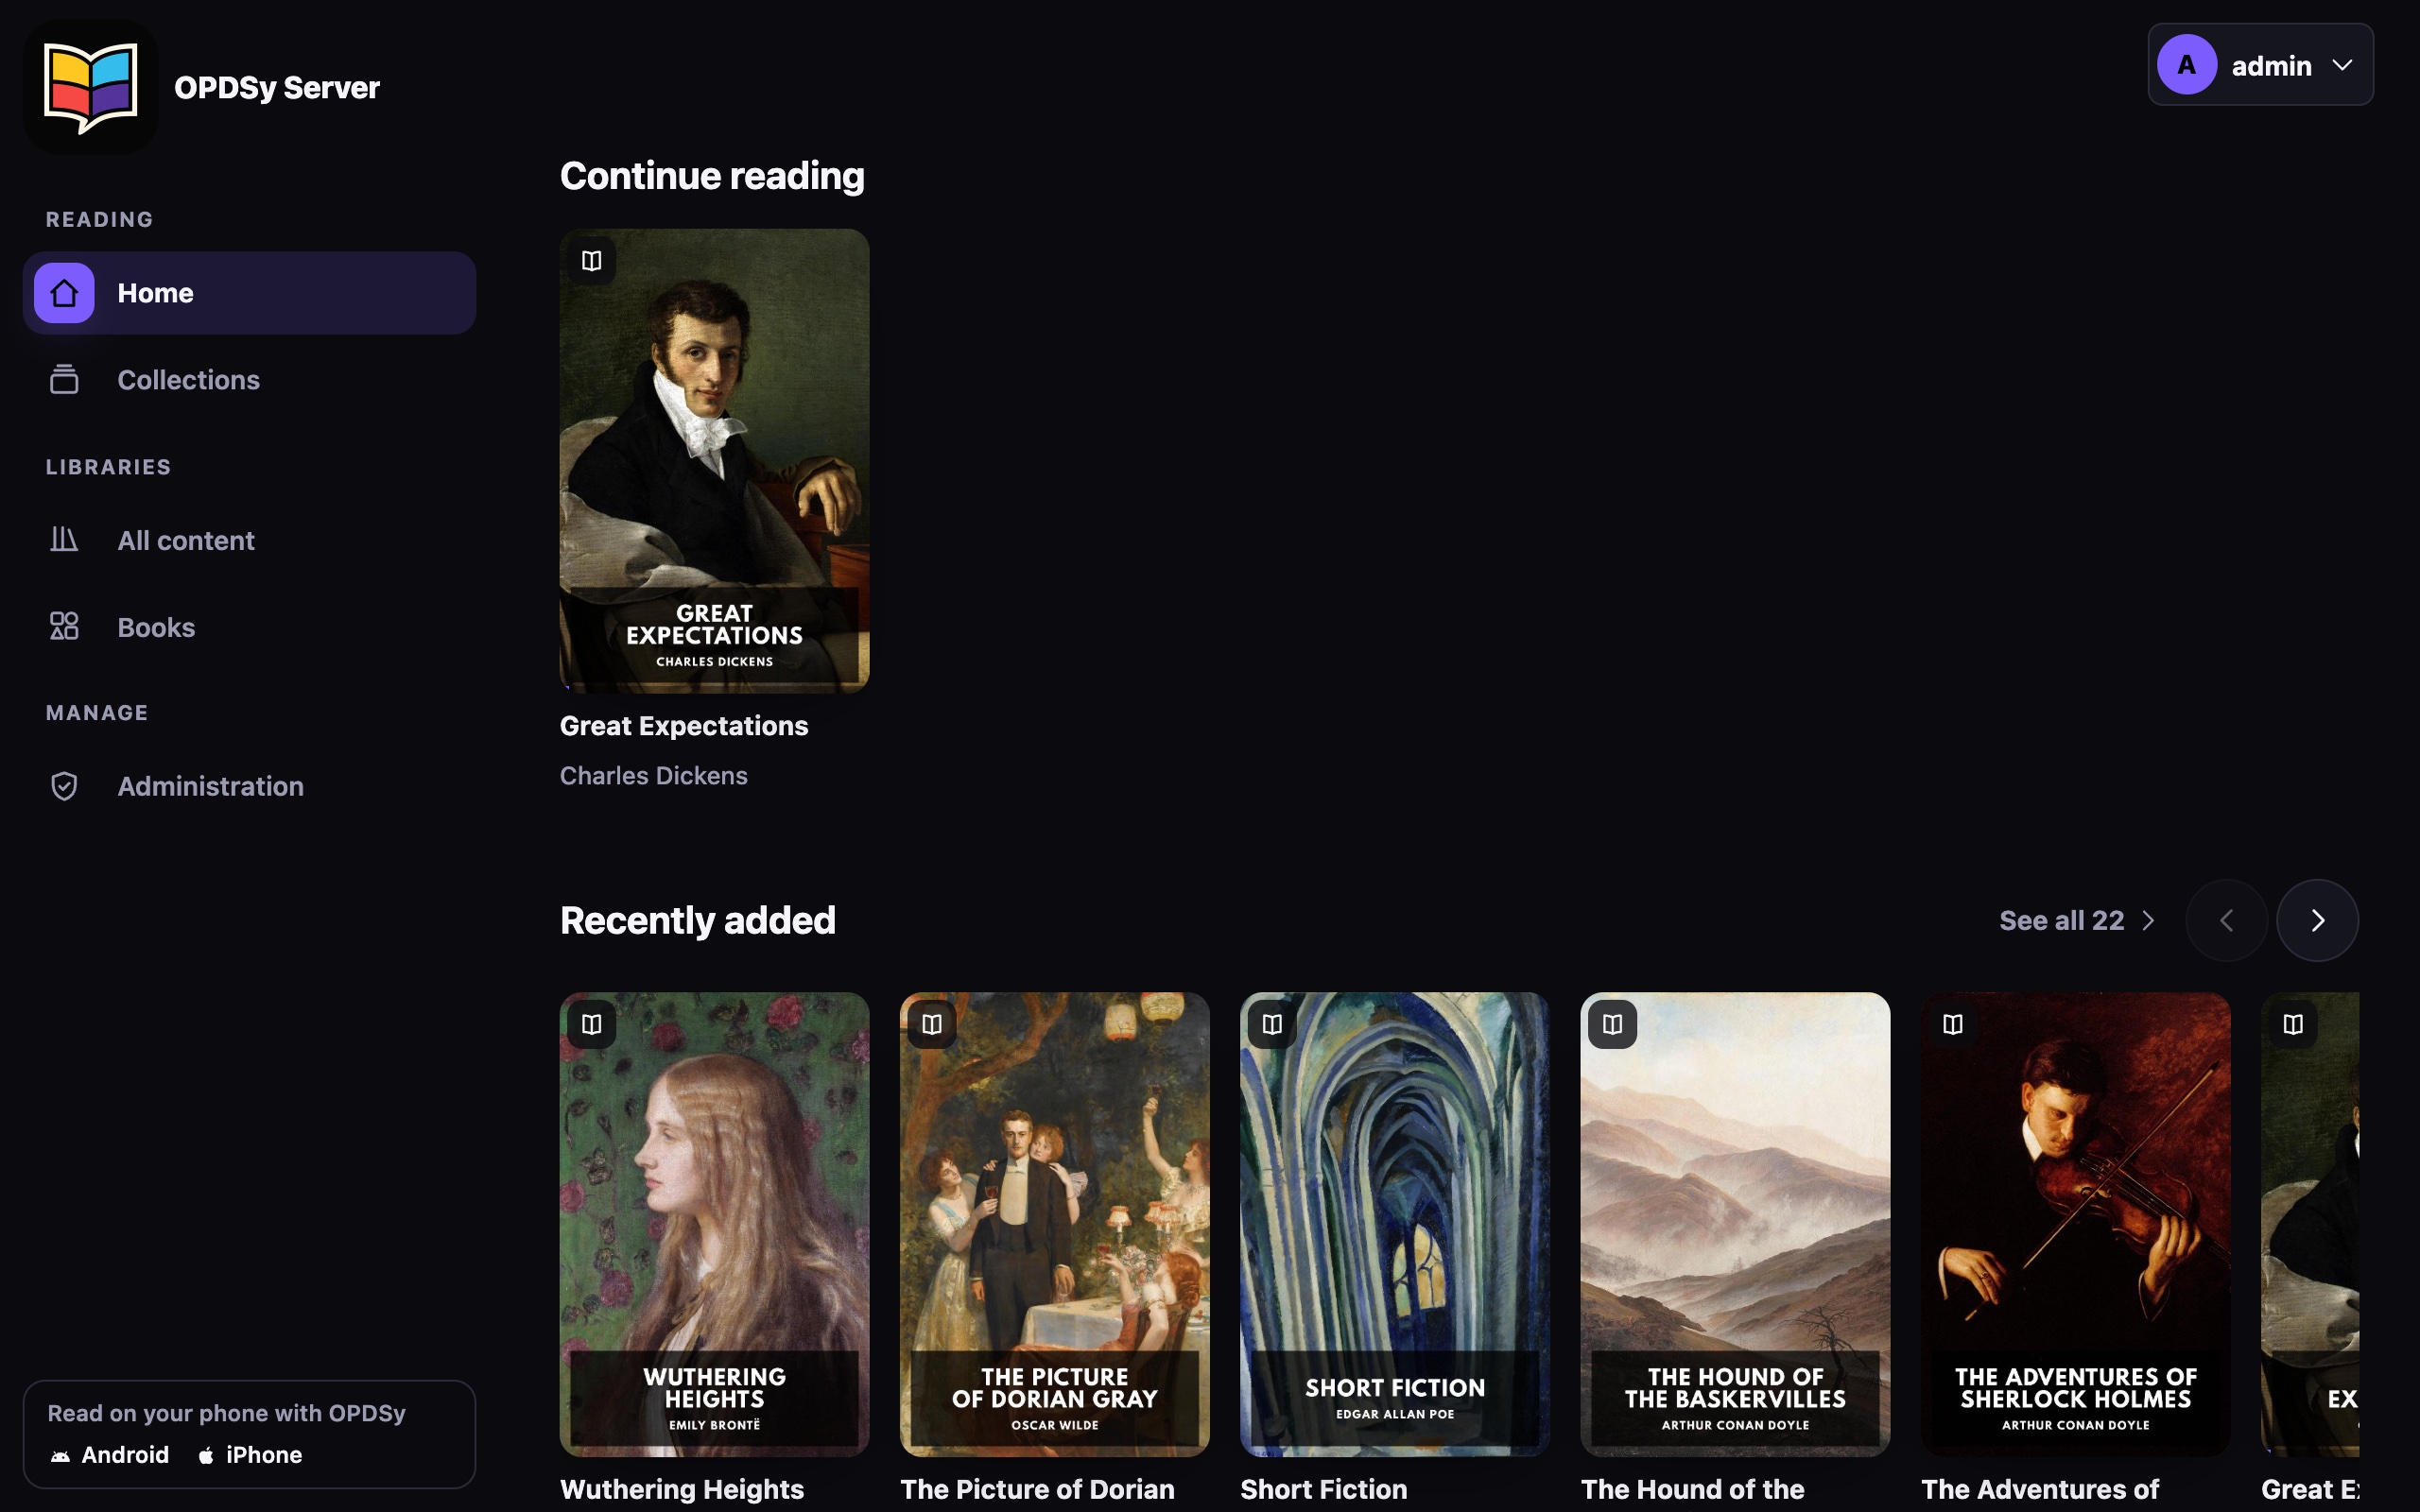 OPDSy Server
A
admin
READING
Home
Collections
LIBRARIES
All content
Books
MANAGE
Administration
Read on your phone with OPDSy
Android
iPhone
Continue reading
GREAT
EXPECTATIONS
CHARLES DICKENS
Great Expectations
Charles Dickens
Recently added
See all 22
WUTHERING
HEIGHTS
EMILY BRONTË
Wuthering Heights
THE PICTURE
OF DORIAN GRAY
OSCAR WILDE
The Picture of Dorian
SHORT FICTION
EDGAR ALLAN POE
Short Fiction
THE HOUND OF
THE BASKERVILLES
ARTHUR CONAN DOYLE
The Hound of the
THE ADVENTURES OF
SHERLOCK HOLMES
ARTHUR CONAN DOYLE
The Adventures of
EX
Great